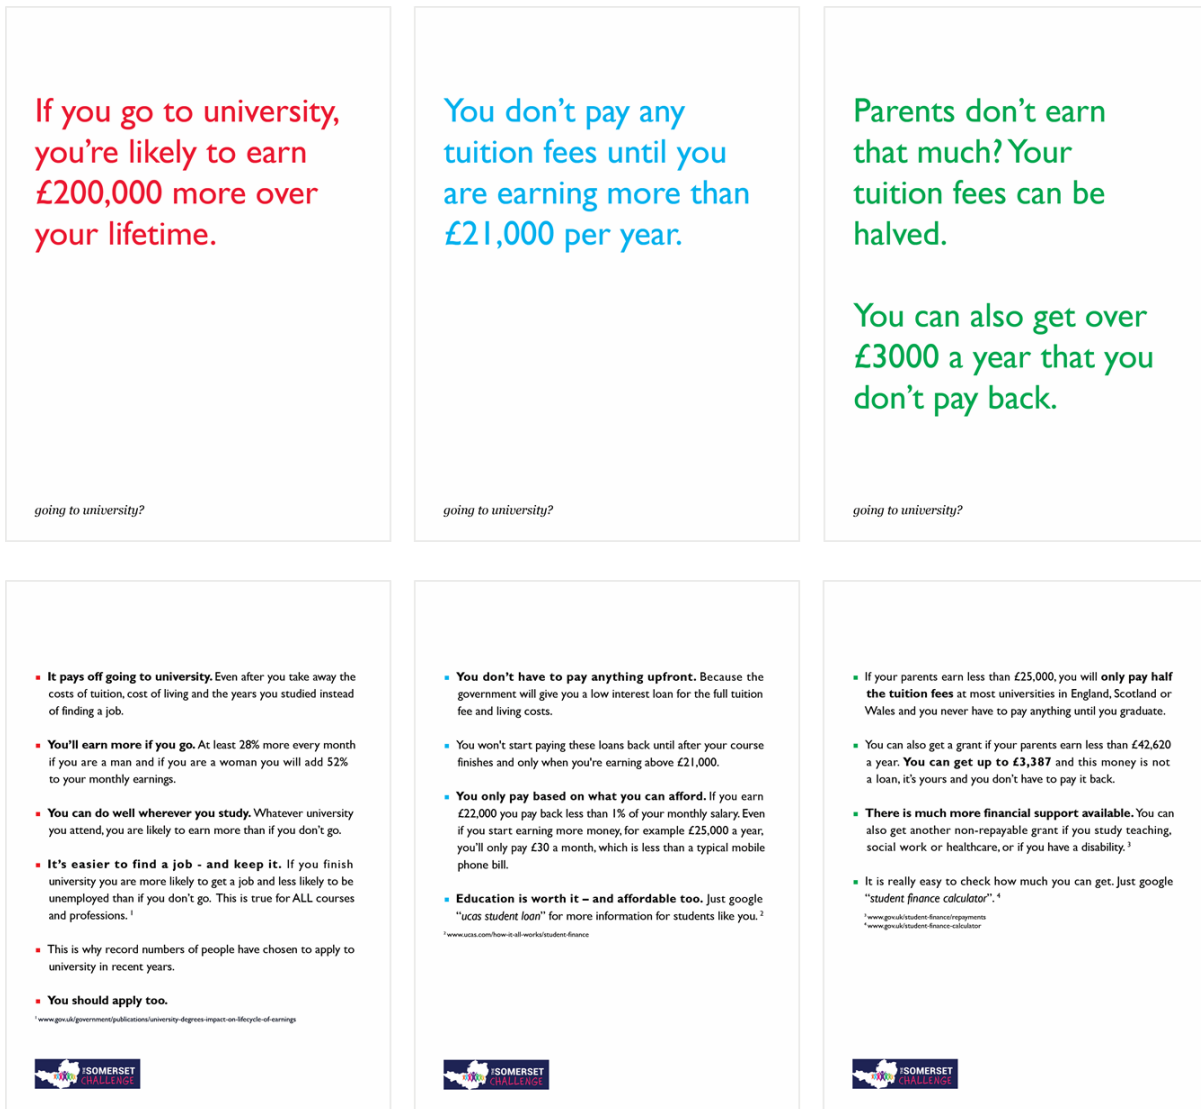 If you go to university,
you're likely to earn
£200,000 more over
your lifetime.
going to university?
You don't pay any
tuition fees until you
are earning more than
£21,000 per year.
going to university?
Parents don't earn
that much? Your
tuition fees can be
halved.
You can also get over
£3000 a year that you
don't pay back.
going to university?
It pays off going to university. Even after you take away the
costs of tuition, cost of living and the years you studied instead
of finding a job.
You'll earn more if you go. At least 28% more every month
if you are a man and if you are a woman you will add 52%
to your monthly earnings.
You can do well wherever you study. Whatever university
you attend, you are likely to earn more than if you don't go.
It's easier to find a job - and keep it. If you finish
university you are more likely to get a job and less likely to be
unemployed than if you don't go. This is true for ALL courses
and professions. 1
This is why record numbers of people have chosen to apply to
university in recent years.
You should apply too.
1 www.gov.uk/government/publications/university-degrees-impact-on-lifecycle-of-earnings
THE SOMERSET
CHALLENGE
You don't have to pay anything upfront. Because the
government will give you a low interest loan for the full tuition
fee and living costs.
You won't start paying these loans back until after your course
finishes and only when you're earning above £21,000.
You only pay based on what you can afford. If you earn
£22,000 you pay back less than 1% of your monthly salary. Even
if you start earning more money, for example £25,000 a year,
you'll only pay £30 a month, which is less than a typical mobile
phone bill.
Education is worth it – and affordable too. Just google
“ucas student loan” for more information for students like you. 2
2 www.ucas.com/how-it-all-works/student-finance
THE SOMERSET
CHALLENGE
If your parents earn less than £25,000, you will only pay half
the tuition fees at most universities in England, Scotland or
Wales and you never have to pay anything until you graduate.
You can also get a grant if your parents earn less than £42,620
a year. You can get up to £3,387 and this money is not
a loan, it's yours and you don't have to pay it back.
There is much more financial support available. You can
also get another non-repayable grant if you study teaching,
social work or healthcare, or if you have a disability. 3
It is really easy to check how much you can get. Just google
“student finance calculator”. 4
3 www.gov.uk/student-finance/repayments
4 www.gov.uk/student-finance-calculator
THE SOMERSET
CHALLENGE